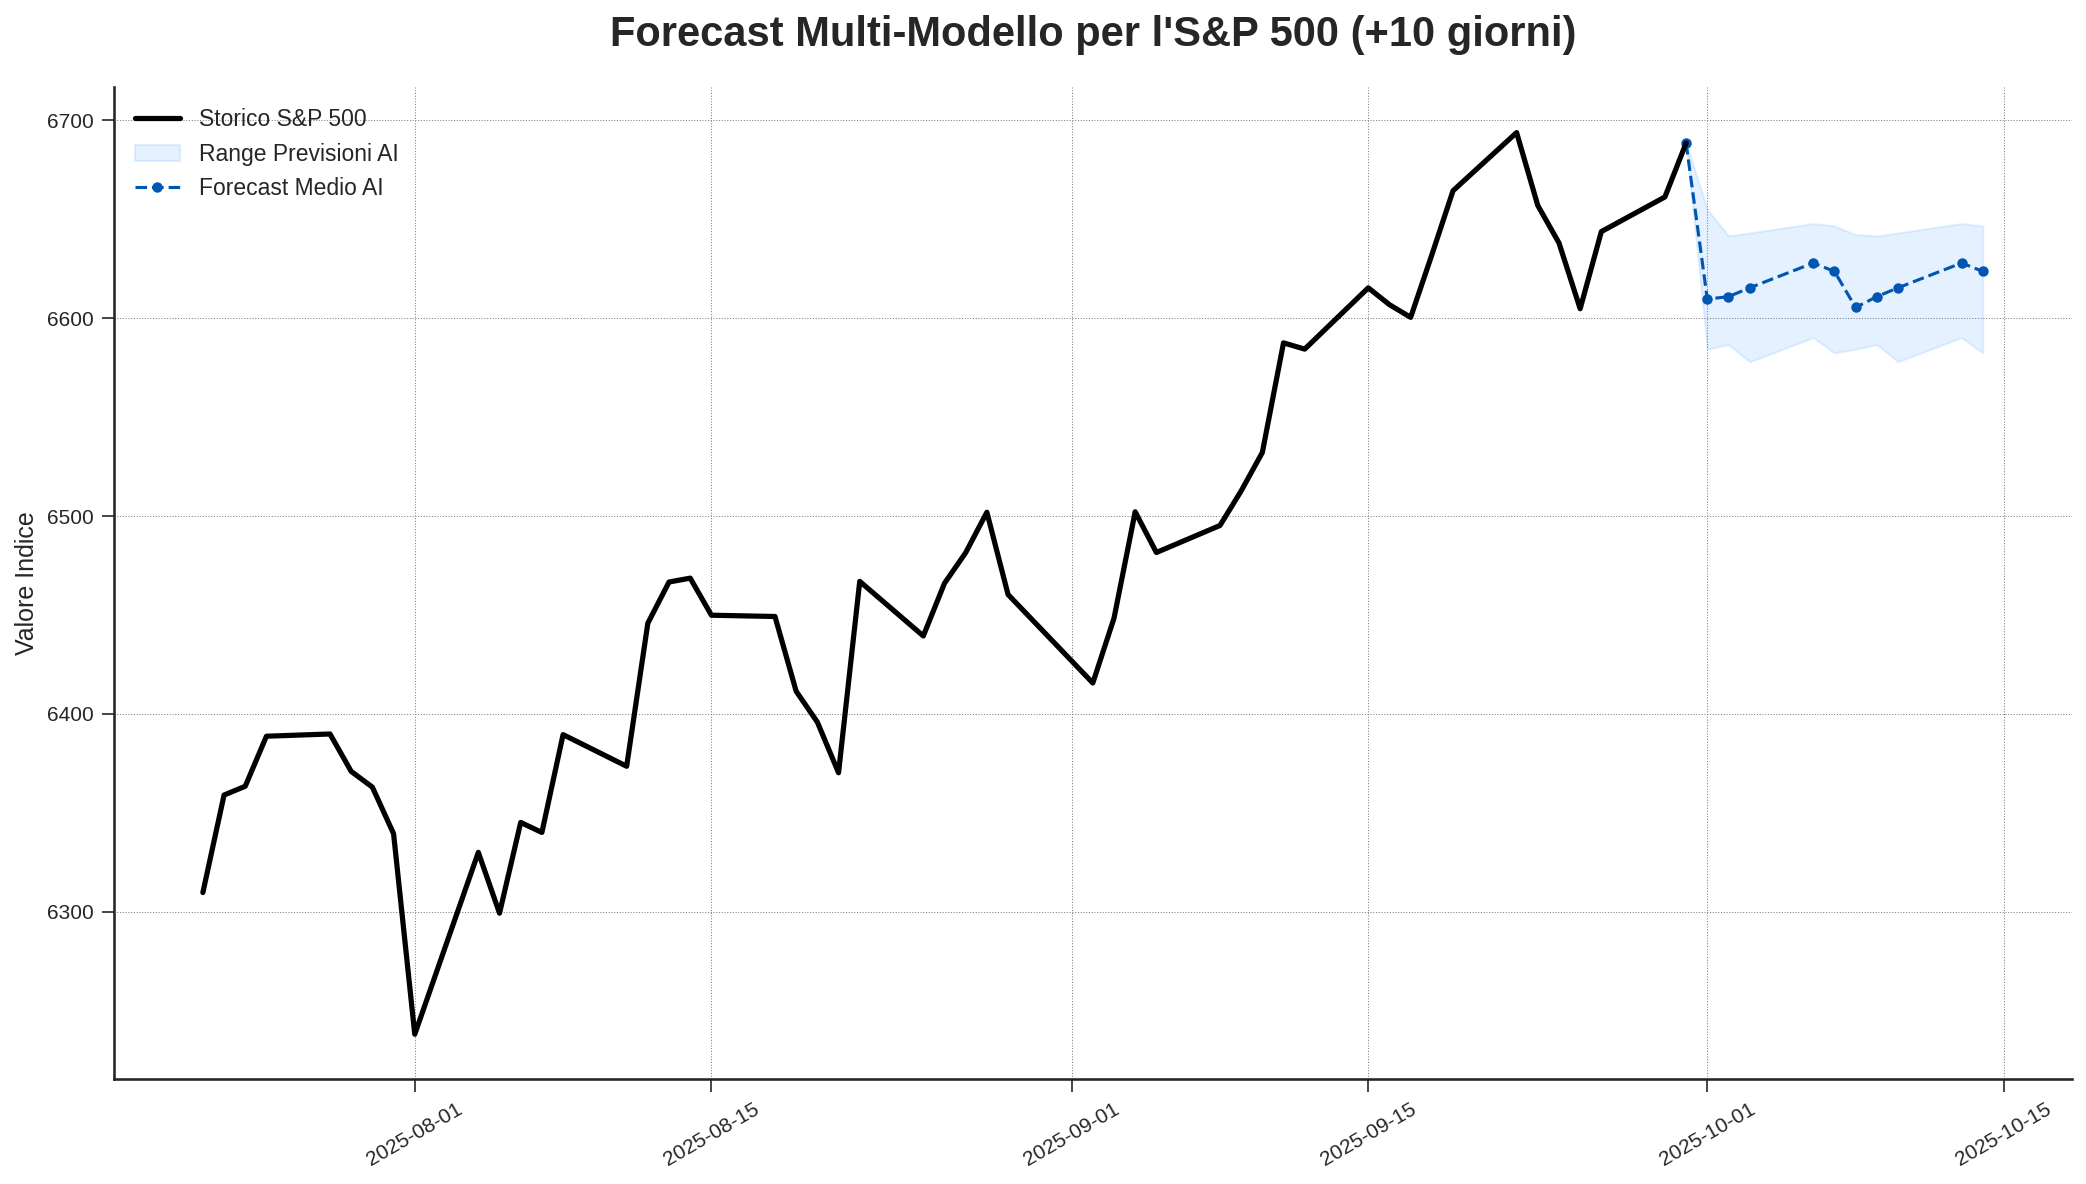 Forecast Multi-Modello per l'S&P 500 (+10 giorni)
Storico S&P 500
Range Previsioni AI
Forecast Medio AI
Valore Indice
6700
6600
6500
6400
6300
2025-08-01
2025-08-15
2025-09-01
2025-09-15
2025-10-01
2025-10-15